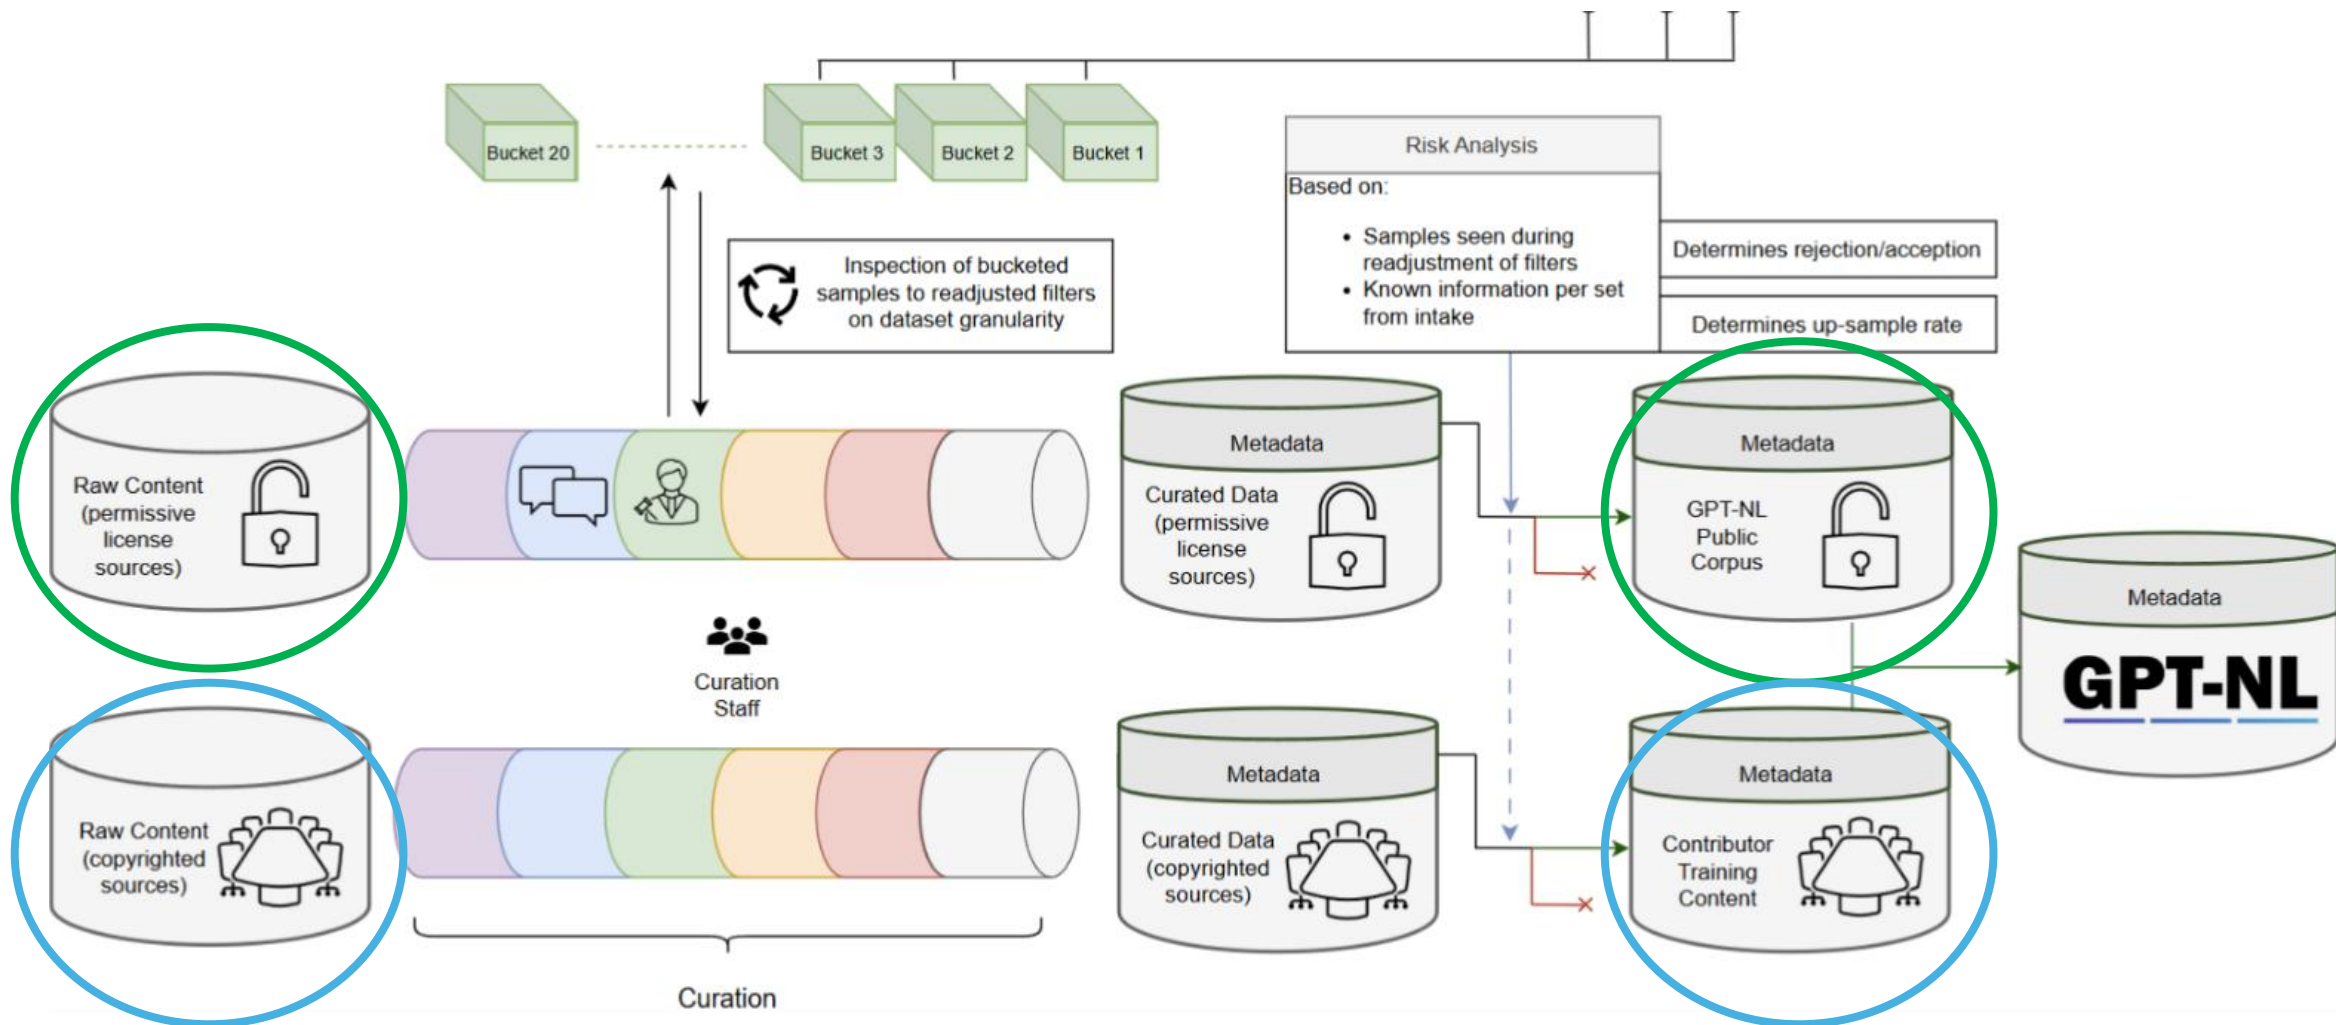 Bucket 20
Bucket 3
Bucket 2
Bucket 1
Risk Analysis
Based on:
• Samples seen during
readjustment of filters
• Known information per set
from intake
Determines rejection/acception
Determines up-sample rate
Inspection of bucketed
samples to readjusted filters
on dataset granularity
Raw Content
(permissive
license
sources)
Metadata
Curated Data
(permissive
license
sources)
Metadata
GPT-NL
Public
Corpus
Metadata
GPT-NL
Curation
Staff
Raw Content
(copyrighted
sources)
Metadata
Curated Data
(copyrighted
sources)
Metadata
Contributor
Training
Content
Curation